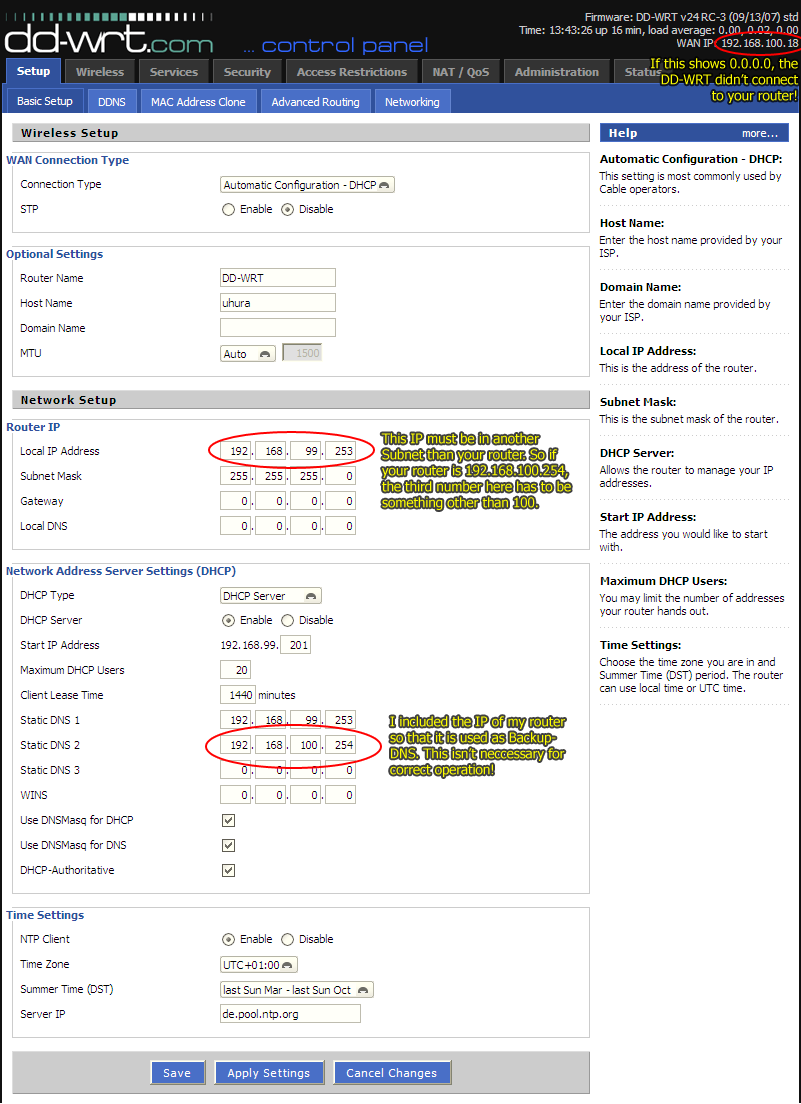 Firmware: DD-WRT v24 RC-3 (09/13/07) std
Time: 13:43:26 up 16 min, load average: 0.00, 0.02, 0.00
WAN IP: 192.168.100.18
dd-wrt.com ... control panel
If this shows 0.0.0.0, the
DD-WRT didn't connect
to your router!
Setup Wireless Services Security Access Restrictions NAT / QoS Administration Status
Basic Setup DDNS MAC Address Clone Advanced Routing Networking
Wireless Setup
WAN Connection Type
Connection Type Automatic Configuration - DHCP
STP Enable Disable
Optional Settings
Router Name DD-WRT
Host Name uhura
Domain Name
MTU Auto 1500
Network Setup
Router IP
Local IP Address 192. 168. 99. 253
Subnet Mask 255. 255. 255. 0
Gateway 0. 0. 0. 0
Local DNS 0. 0. 0. 0
This IP must be in another
Subnet than your router. So if
your router is 192.168.100.254,
the third number here has to be
something other than 100.
Network Address Server Settings (DHCP)
DHCP Type DHCP Server
DHCP Server Enable Disable
Start IP Address 192.168.99. 201
Maximum DHCP Users 20
Client Lease Time 1440 minutes
Static DNS 1 192. 168. 99. 253
Static DNS 2 192. 168. 100. 254
Static DNS 3 0. 0. 0. 0
WINS 0. 0. 0. 0
I included the IP of my router
so that it is used as Backup-
DNS. This isn't neccessary for
correct operation!
Use DNSMasq for DHCP
Use DNSMasq for DNS
DHCP-Authoritative
Time Settings
NTP Client Enable Disable
Time Zone UTC+01:00
Summer Time (DST) last Sun Mar - last Sun Oct
Server IP de.pool.ntp.org
Save Apply Settings Cancel Changes
Help more...
Automatic Configuration - DHCP:
This setting is most commonly used by
Cable operators.
Host Name:
Enter the host name provided by your
ISP.
Domain Name:
Enter the domain name provided by
your ISP.
Local IP Address:
This is the address of the router.
Subnet Mask:
This is the subnet mask of the router.
DHCP Server:
Allows the router to manage your IP
addresses.
Start IP Address:
The address you would like to start
with.
Maximum DHCP Users:
You may limit the number of addresses
your router hands out.
Time Settings:
Choose the time zone you are in and
Summer Time (DST) period. The router
can use local time or UTC time.